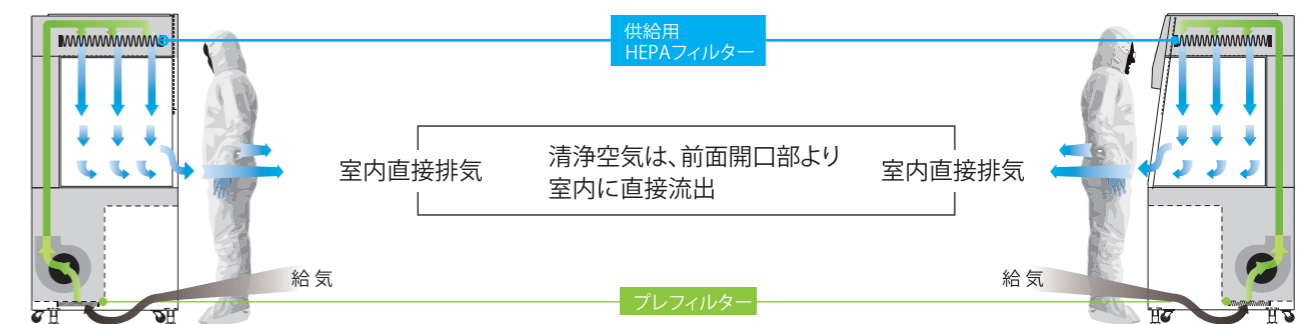 供給用
HEPAフィルター
室内直接排気
清浄空気は、前面開口部より
室内に直接流出
室内直接排気
給気
給気
プレフィルター